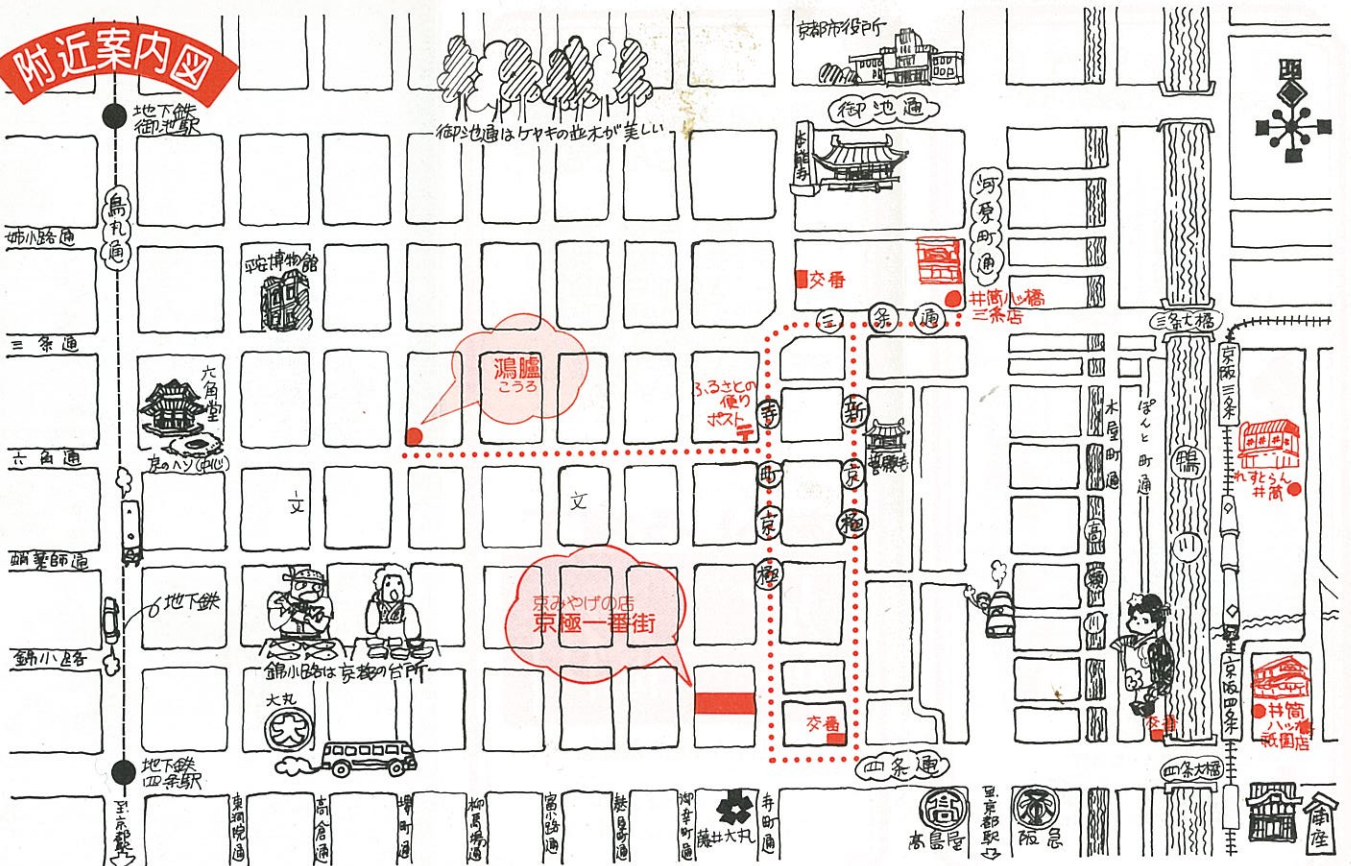 附近案内図
地下鉄
御池駅
烏丸通
姉小路通
三条通
六角通
蛸薬師通
錦小路
地下鉄
地下鉄
四条駅
至京都駅
御池通はケヤキの並木が美しい
京都市役所
御池通
本能寺
河原町通
平安博物館
六角堂
京のヘソ(中心)
鴻臚
こうろ
ふるさとの
便り
ポスト
交番
井筒八ッ橋
三条店
三条通
寺町京極
新京極
誓願寺
文
文
京みやげの店
京極一番街
錦小路は京都の台所
大丸
大
交番
四条通
木屋町通
ぽんと町通
高瀬川
鴨川
三条大橋
京阪三条
れすとらん
井筒
至京阪四条
井筒
八ッ橋
祇園店
交番
四条大橋
東洞院通
高倉通
堺町通
柳馬場通
富小路通
麸屋町通
御幸町通
藤井大丸
寺町通
高島屋
至京都駅
阪急
南座